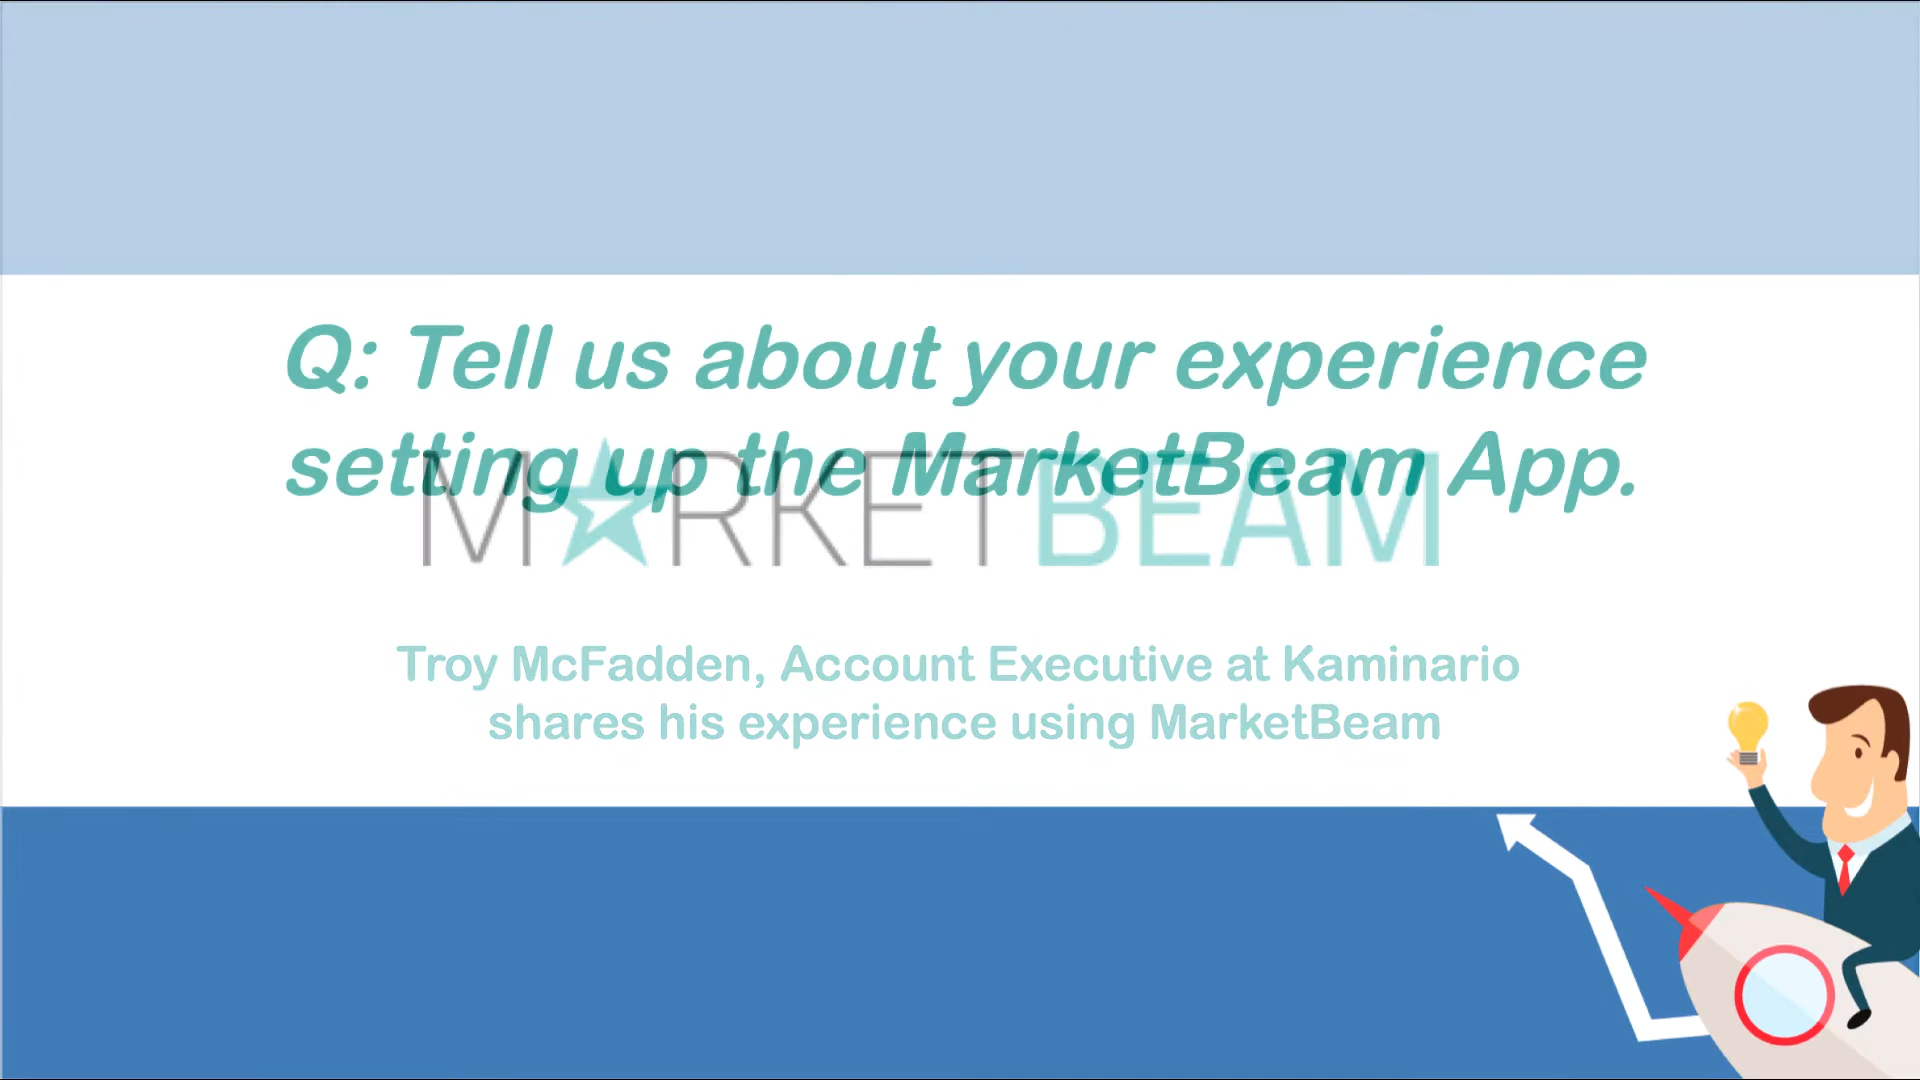 Q: Tell us about your experience
setting up the MarketBeam App.
MARKETBEAM
Troy McFadden, Account Executive at Kaminario
shares his experience using MarketBeam